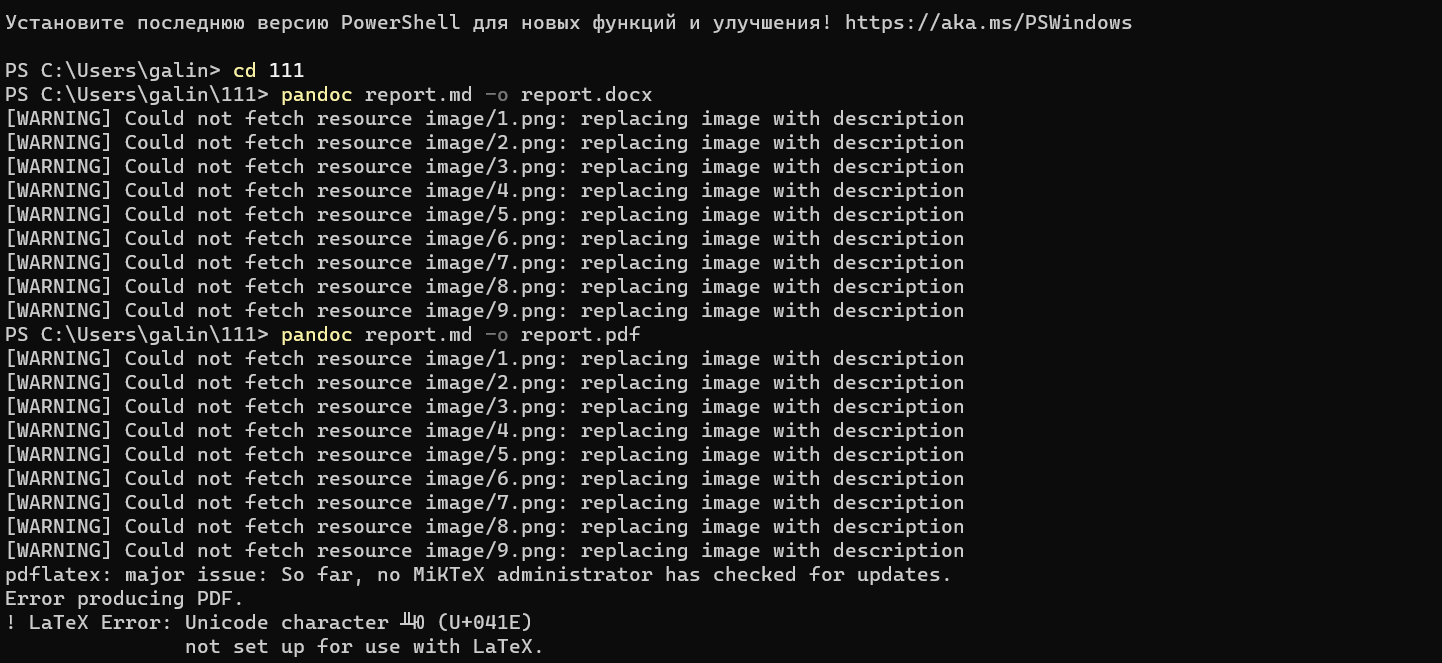 Установите последнюю версию PowerShell для новых функций и улучшения! https://aka.ms/PSWindows
PS C:\Users\galin> cd 111
PS C:\Users\galin\111> pandoc report.md -o report.docx
[WARNING] Could not fetch resource image/1.png: replacing image with description
[WARNING] Could not fetch resource image/2.png: replacing image with description
[WARNING] Could not fetch resource image/3.png: replacing image with description
[WARNING] Could not fetch resource image/4.png: replacing image with description
[WARNING] Could not fetch resource image/5.png: replacing image with description
[WARNING] Could not fetch resource image/6.png: replacing image with description
[WARNING] Could not fetch resource image/7.png: replacing image with description
[WARNING] Could not fetch resource image/8.png: replacing image with description
[WARNING] Could not fetch resource image/9.png: replacing image with description
PS C:\Users\galin\111> pandoc report.md -o report.pdf
[WARNING] Could not fetch resource image/1.png: replacing image with description
[WARNING] Could not fetch resource image/2.png: replacing image with description
[WARNING] Could not fetch resource image/3.png: replacing image with description
[WARNING] Could not fetch resource image/4.png: replacing image with description
[WARNING] Could not fetch resource image/5.png: replacing image with description
[WARNING] Could not fetch resource image/6.png: replacing image with description
[WARNING] Could not fetch resource image/7.png: replacing image with description
[WARNING] Could not fetch resource image/8.png: replacing image with description
[WARNING] Could not fetch resource image/9.png: replacing image with description
pdflatex: major issue: So far, no MiKTeX administrator has checked for updates.
Error producing PDF.
! LaTeX Error: Unicode character ╨Ю (U+041E)
not set up for use with LaTeX.